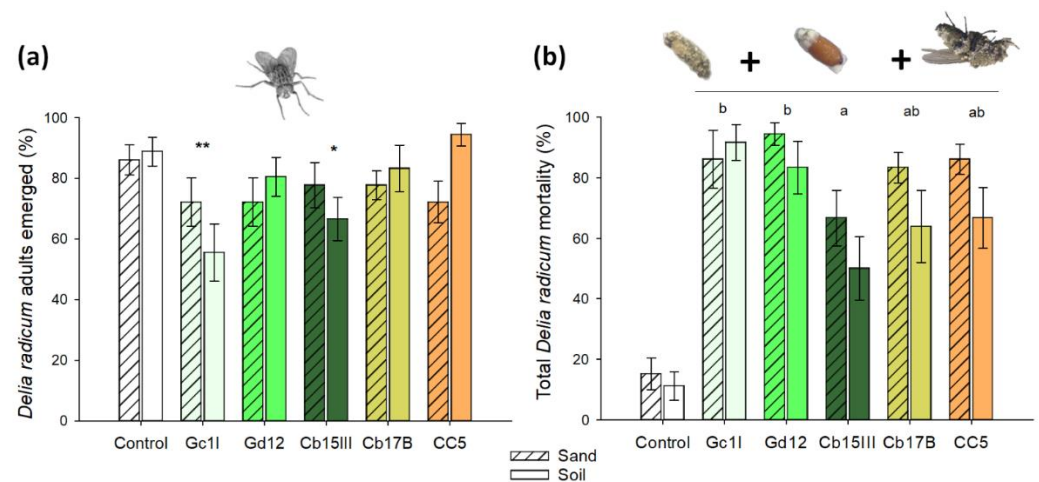 (a)
**
*
Delia radicum adults emerged (%)
100
80
60
40
20
0
Control Gc1I Gd12 Cb15III Cb17B CC5
(b)
+ +
b b a ab ab
Total Delia radicum mortality (%)
100
80
60
40
20
0
Control Gc1I Gd12 Cb15III Cb17B CC5
Sand
Soil